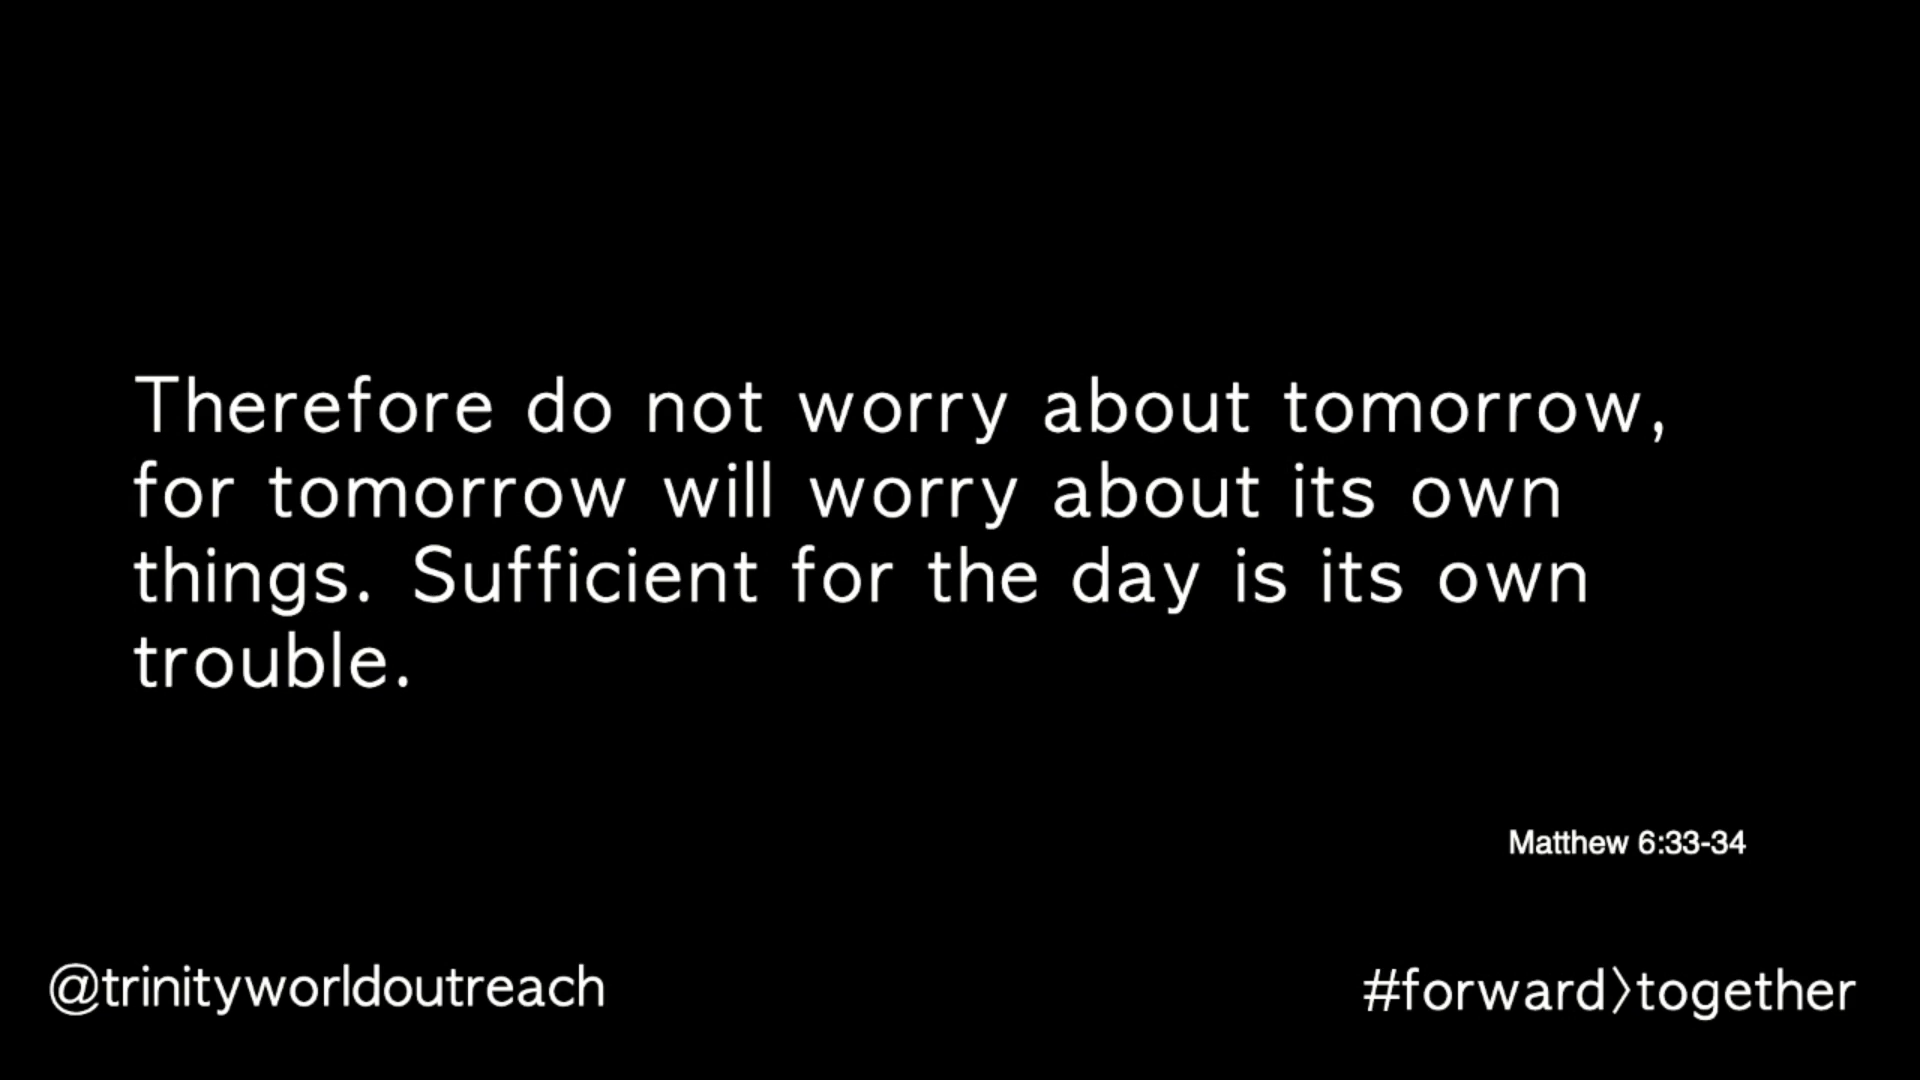 Therefore do not worry about tomorrow,
for tomorrow will worry about its own
things. Sufficient for the day is its own
trouble.
Matthew 6:33-34
@trinityworldoutreach
#forward〉together